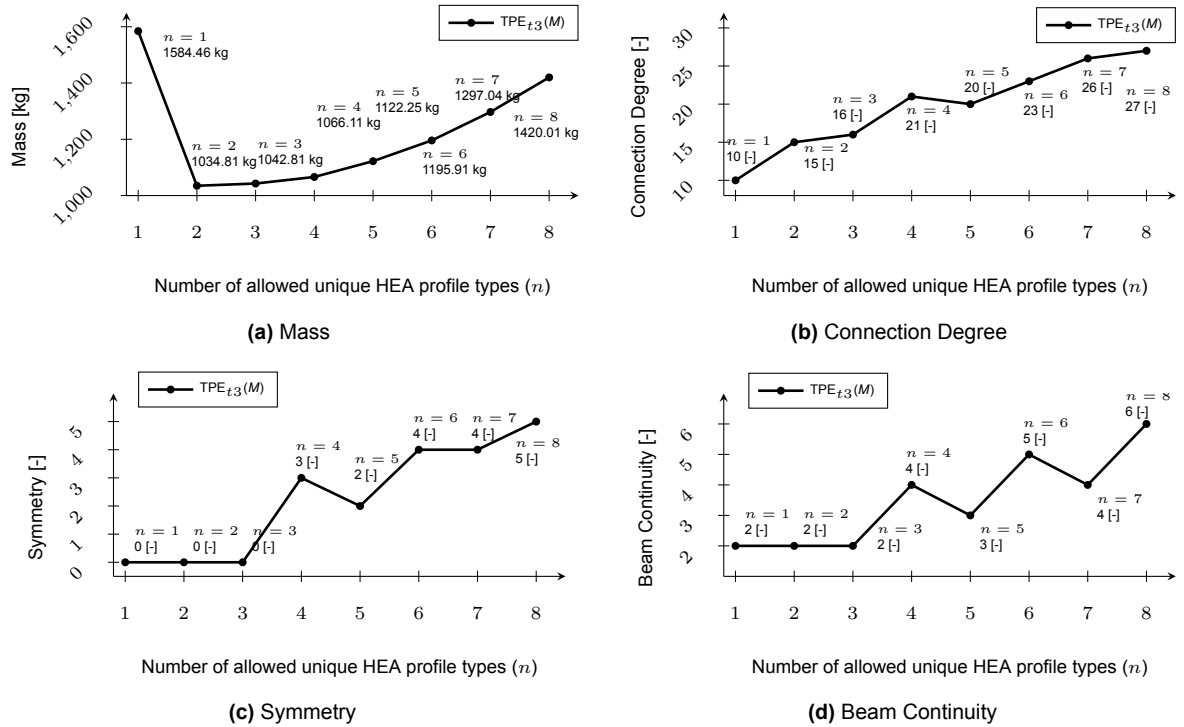 TPEt3(M)
1,600
1,400
1,200
1,000
Mass [kg]
n = 1
1584.46 kg
n = 2
1034.81 kg
n = 3
1042.81 kg
n = 4
1066.11 kg
n = 5
1122.25 kg
n = 6
1195.91 kg
n = 7
1297.04 kg
n = 8
1420.01 kg
1 2 3 4 5 6 7 8
Number of allowed unique HEA profile types (n)
(a) Mass
TPEt3(M)
30
25
20
15
10
Connection Degree [-]
n = 1
10 [-]
n = 2
15 [-]
n = 3
16 [-]
n = 4
21 [-]
n = 5
20 [-]
n = 6
23 [-]
n = 7
26 [-]
n = 8
27 [-]
1 2 3 4 5 6 7 8
Number of allowed unique HEA profile types (n)
(b) Connection Degree
TPEt3(M)
5
4
3
2
1
0
Symmetry [-]
n = 1
0 [-]
n = 2
0 [-]
n = 3
0 [-]
n = 4
3 [-]
n = 5
2 [-]
n = 6
4 [-]
n = 7
4 [-]
n = 8
5 [-]
1 2 3 4 5 6 7 8
Number of allowed unique HEA profile types (n)
(c) Symmetry
TPEt3(M)
6
5
4
3
2
Beam Continuity [-]
n = 1
2 [-]
n = 2
2 [-]
n = 3
2 [-]
n = 4
4 [-]
n = 5
3 [-]
n = 6
5 [-]
n = 7
4 [-]
n = 8
6 [-]
1 2 3 4 5 6 7 8
Number of allowed unique HEA profile types (n)
(d) Beam Continuity